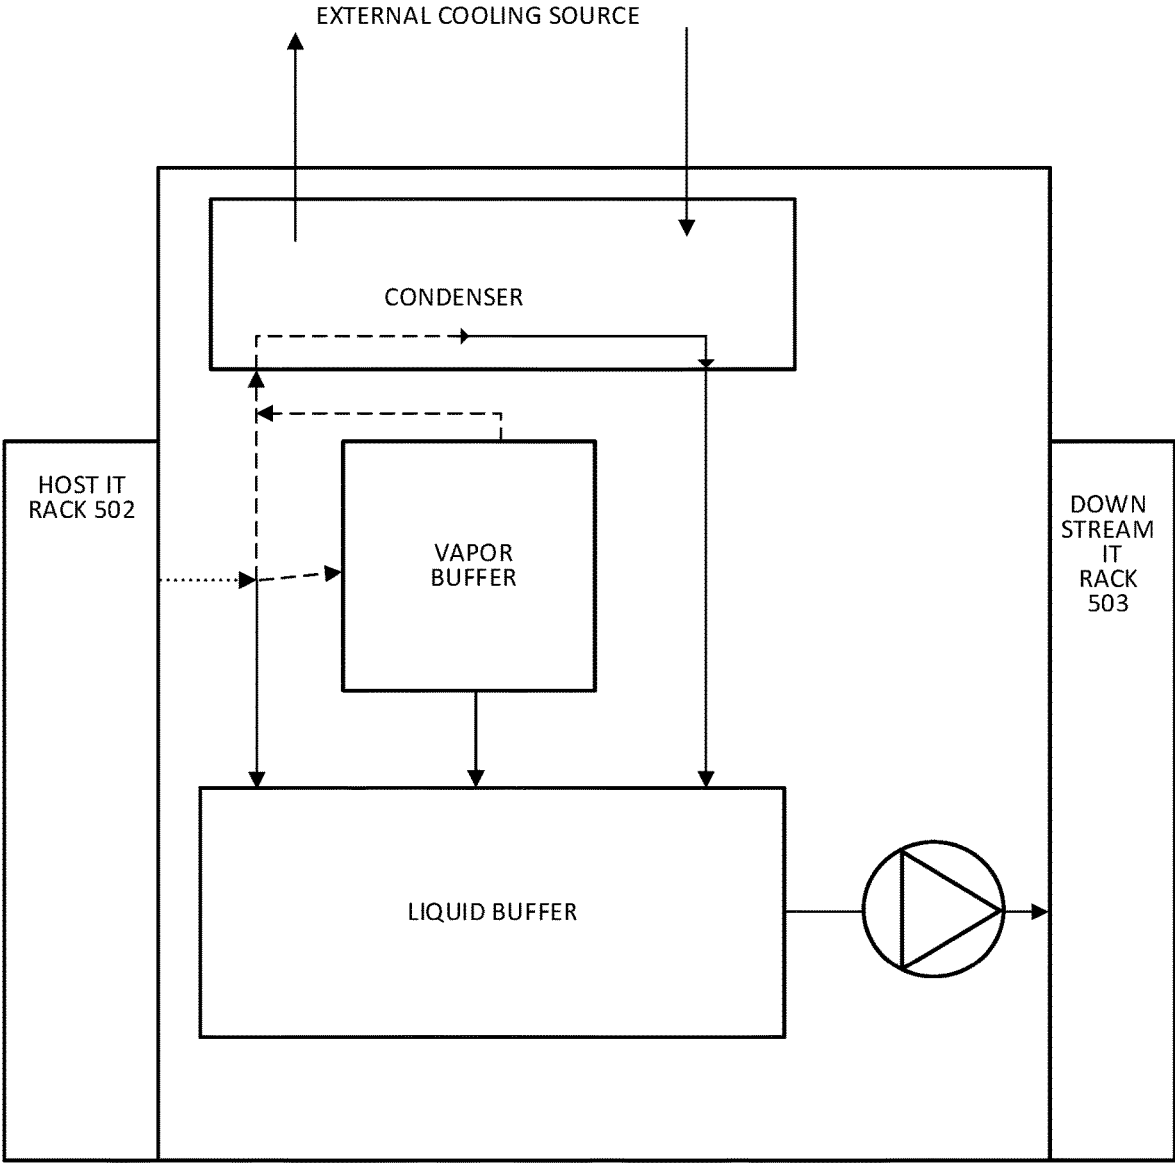 EXTERNAL COOLING SOURCE
CONDENSER
HOST IT
RACK 502
VAPOR
BUFFER
DOWN
STREAM
IT
RACK
503
LIQUID BUFFER